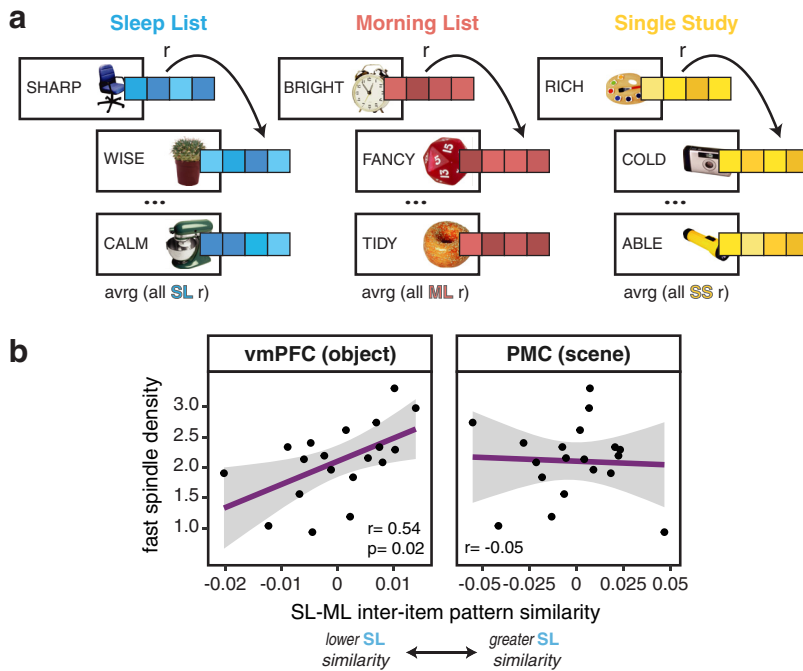 a
Sleep List
Morning List
Single Study
r
r
r
SHARP
BRIGHT
RICH
WISE
FANCY
COLD
...
...
...
CALM
TIDY
ABLE
avrg (all SL r)
avrg (all ML r)
avrg (all SS r)
b
vmPFC (object)
PMC (scene)
fast spindle density
3.0
2.5
2.0
1.5
1.0
r= 0.54
p= 0.02
r= -0.05
-0.02
-0.01
0
0.01
-0.05
-0.025
0
0.025
0.05
SL-ML inter-item pattern similarity
lower SL
similarity
greater SL
similarity